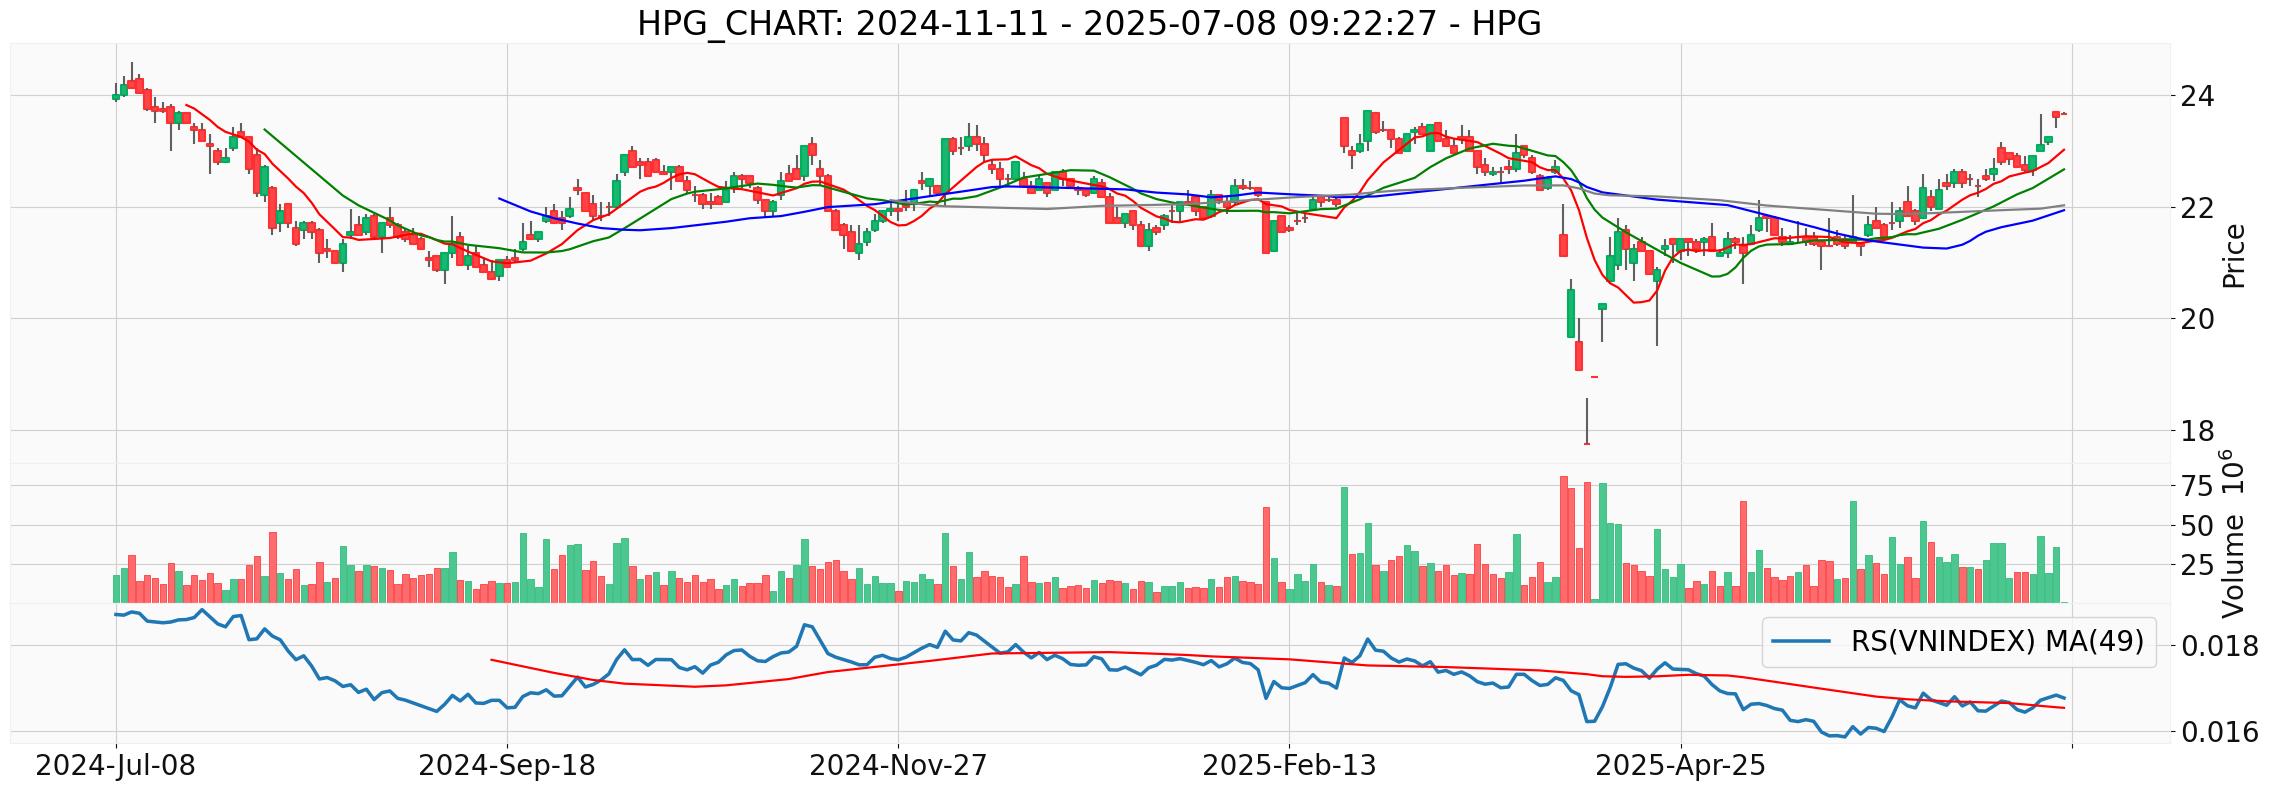 HPG_CHART: 2024-11-11 - 2025-07-08 09:22:27 - HPG
24
22
20
18
Price
75
50
25
Volume 10⁶
RS(VNINDEX) MA(49)
0.018
0.016
2024-Jul-08
2024-Sep-18
2024-Nov-27
2025-Feb-13
2025-Apr-25